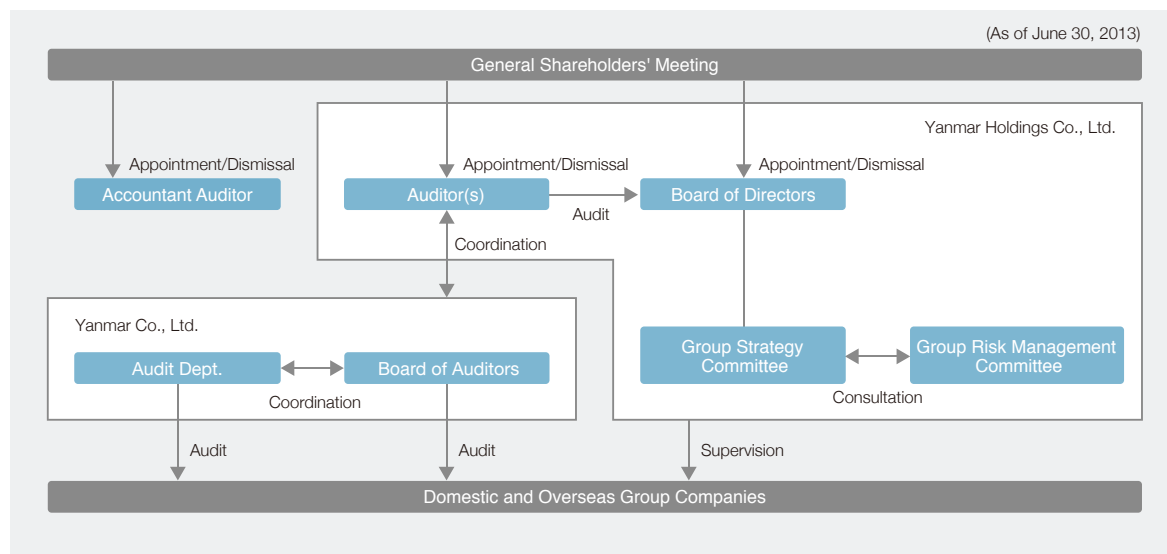 (As of June 30, 2013)
General Shareholders' Meeting
Yanmar Holdings Co., Ltd.
Appointment/Dismissal
Appointment/Dismissal
Appointment/Dismissal
Accountant Auditor
Auditor(s)
Board of Directors
Audit
Coordination
Yanmar Co., Ltd.
Group Strategy
Committee
Group Risk Management
Committee
Audit Dept.
Board of Auditors
Consultation
Coordination
Audit
Audit
Supervision
Domestic and Overseas Group Companies